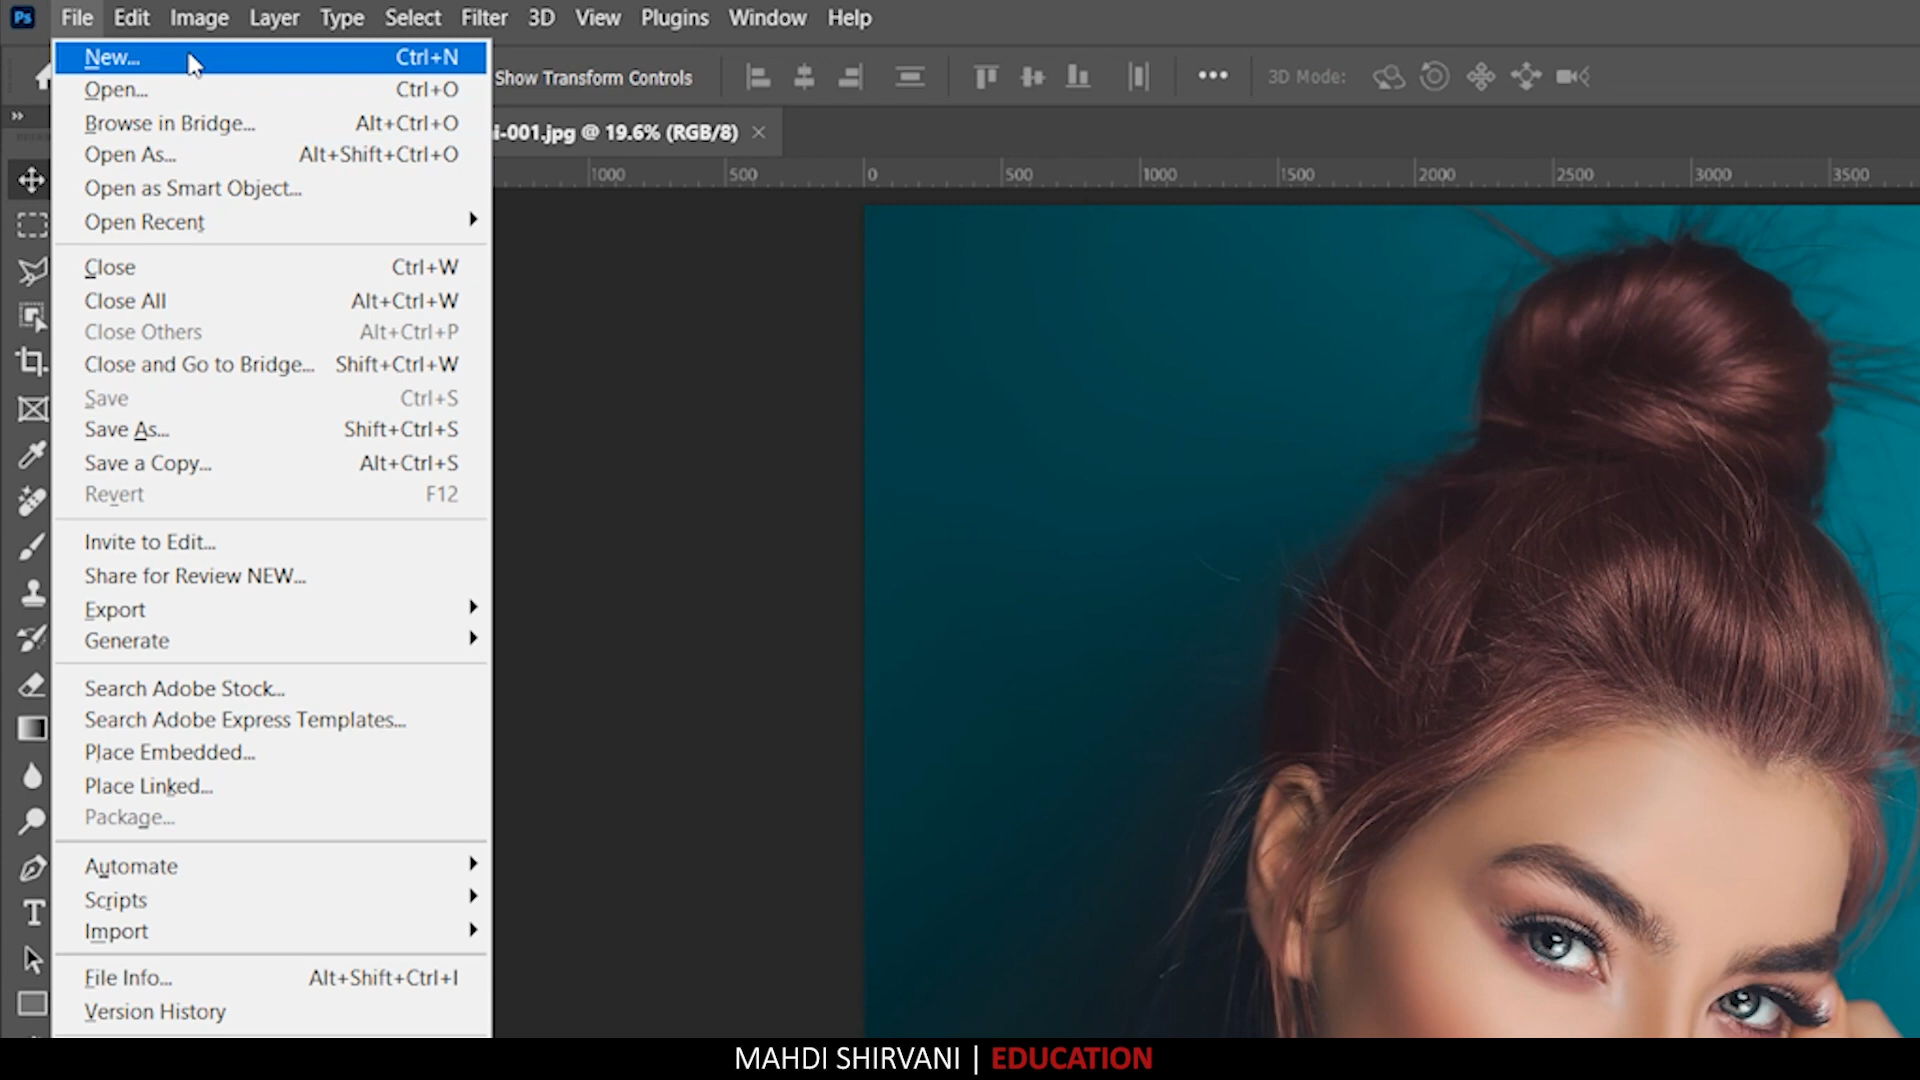 Ps File Edit Image Layer Type Select Filter 3D View Plugins Window Help
Show Transform Controls ••• 3D Mode:
i-001.jpg @ 19.6% (RGB/8) ×
1000 500 0 500 1000 1500 2000 2500 3000 3500
New... Ctrl+N
Open... Ctrl+O
Browse in Bridge... Alt+Ctrl+O
Open As... Alt+Shift+Ctrl+O
Open as Smart Object...
Open Recent
Close Ctrl+W
Close All Alt+Ctrl+W
Close Others Alt+Ctrl+P
Close and Go to Bridge... Shift+Ctrl+W
Save Ctrl+S
Save As... Shift+Ctrl+S
Save a Copy... Alt+Ctrl+S
Revert F12
Invite to Edit...
Share for Review NEW...
Export
Generate
Search Adobe Stock...
Search Adobe Express Templates...
Place Embedded...
Place Linked...
Package...
Automate
Scripts
Import
File Info... Alt+Shift+Ctrl+I
Version History
MAHDI SHIRVANI | EDUCATION